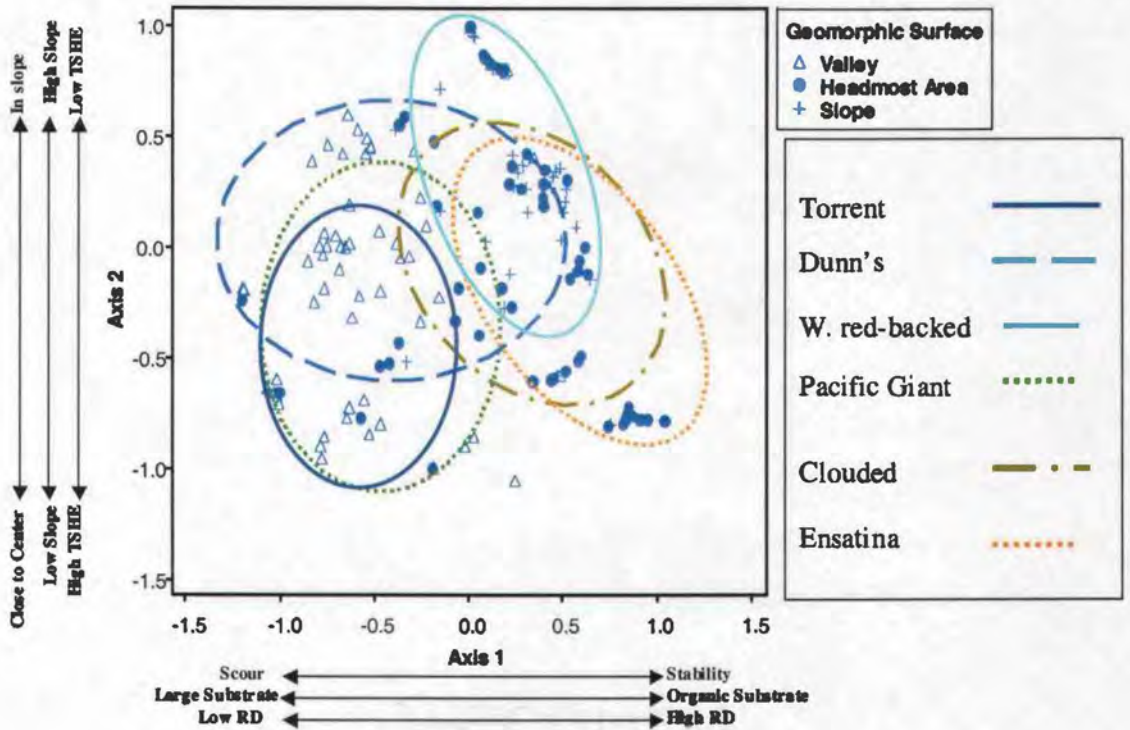 In slope
High Slope
Low TSHE
Close to Center
Low Slope
High TSHE
Axis 2
1.0
0.5
0.0
-0.5
-1.0
-1.5
-1.5
-1.0
-0.5
0.0
0.5
1.0
1.5
Axis 1
Scour
Stability
Large Substrate
Organic Substrate
Low RD
High RD
Geomorphic Surface
Valley
Headmost Area
Slope
Torrent
Dunn's
W. red-backed
Pacific Giant
Clouded
Ensatina